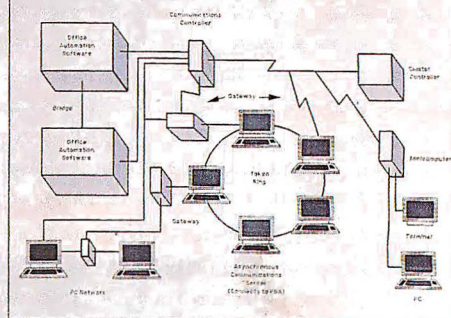 Communications
Controller
Office
Automation
Software
Cluster
Controller
Gateway
Bridge
Office
Automation
Software
Token
Ring
Minicomputer
Gateway
Terminal
Asynchronous
Communications
Server
PC Network
PC